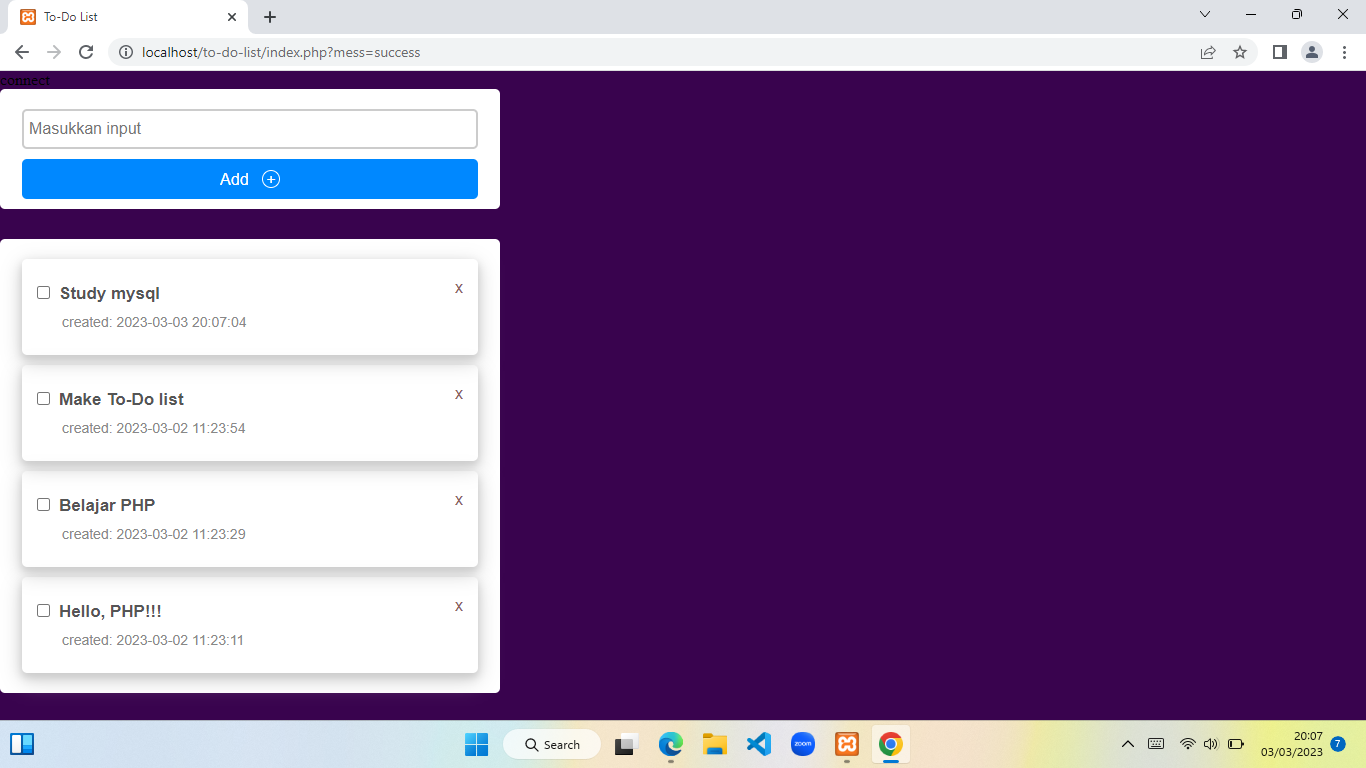 To-Do List
localhost/to-do-list/index.php?mess=success
connect
Masukkan input
Add
Study mysql
x
created: 2023-03-03 20:07:04
Make To-Do list
x
created: 2023-03-02 11:23:54
Belajar PHP
x
created: 2023-03-02 11:23:29
Hello, PHP!!!
x
created: 2023-03-02 11:23:11
Search
zoom
20:07
03/03/2023
7